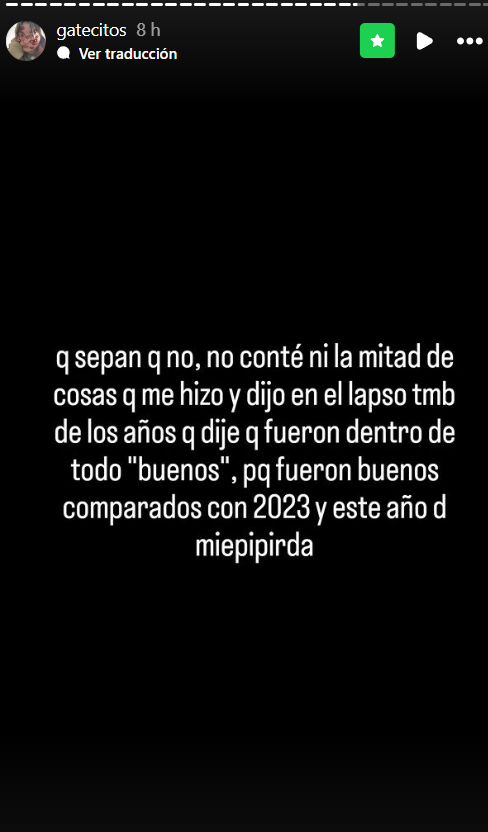 gatecitos 8 h
Ver traducción
q sepan q no, no conté ni la mitad de
cosas q me hizo y dijo en el lapso tmb
de los años q dije q fueron dentro de
todo "buenos", pq fueron buenos
comparados con 2023 y este año d
miepipirda